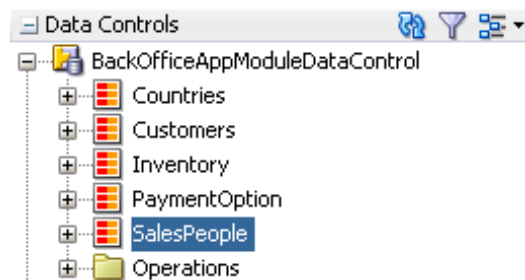 Data Controls
BackOfficeAppModuleDataControl
Countries
Customers
Inventory
PaymentOption
SalesPeople
Operations